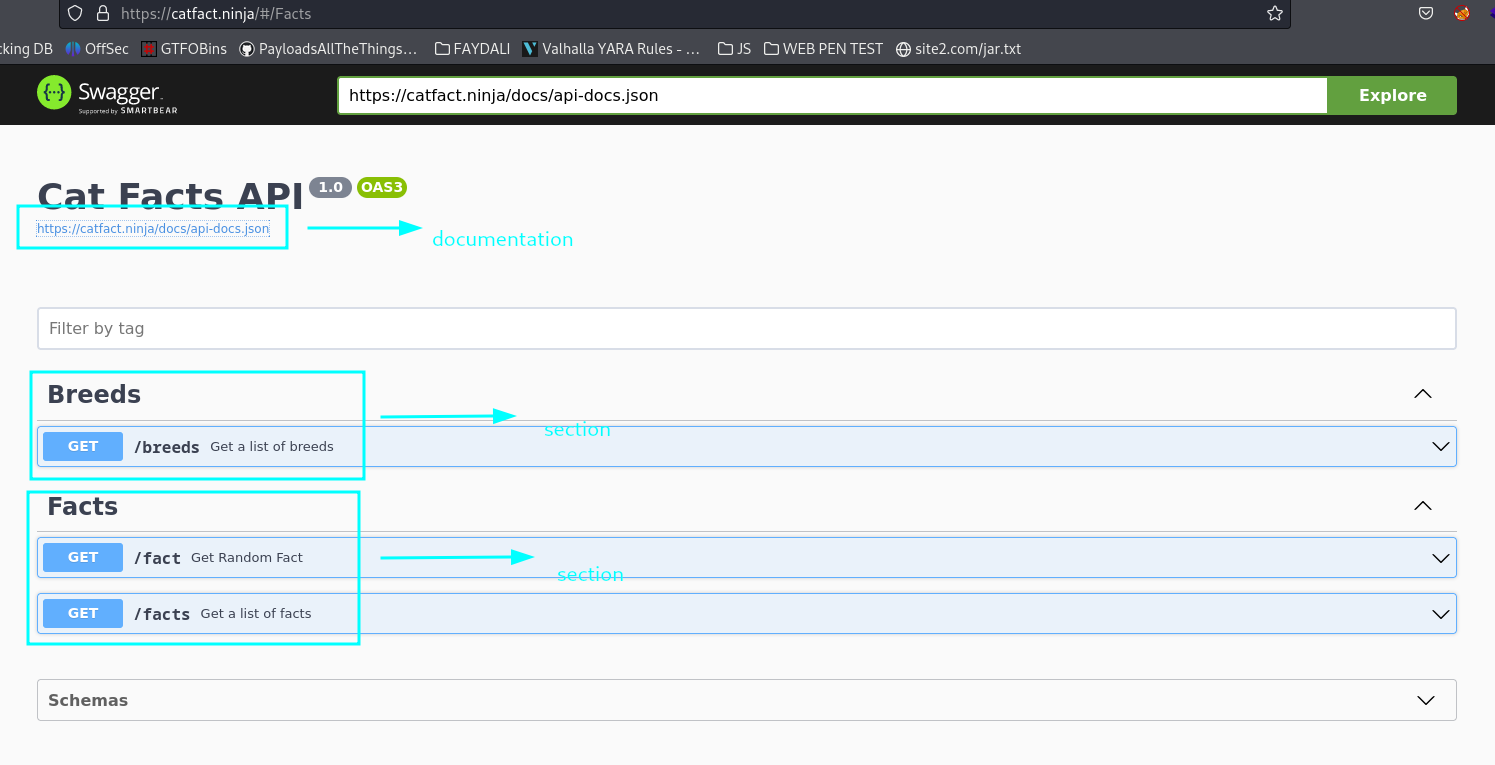 https://catfact.ninja/#/Facts
cking DB OffSec GTFOBins PayloadsAllTheThings… FAYDALI Valhalla YARA Rules - … JS WEB PEN TEST site2.com/jar.txt
{··} Swagger
Supported by SMARTBEAR
https://catfact.ninja/docs/api-docs.json Explore
Cat Facts API 1.0 OAS3
https://catfact.ninja/docs/api-docs.json
documentation
Filter by tag
Breeds
section
GET /breeds Get a list of breeds
Facts
GET /fact Get Random Fact
section
GET /facts Get a list of facts
Schemas